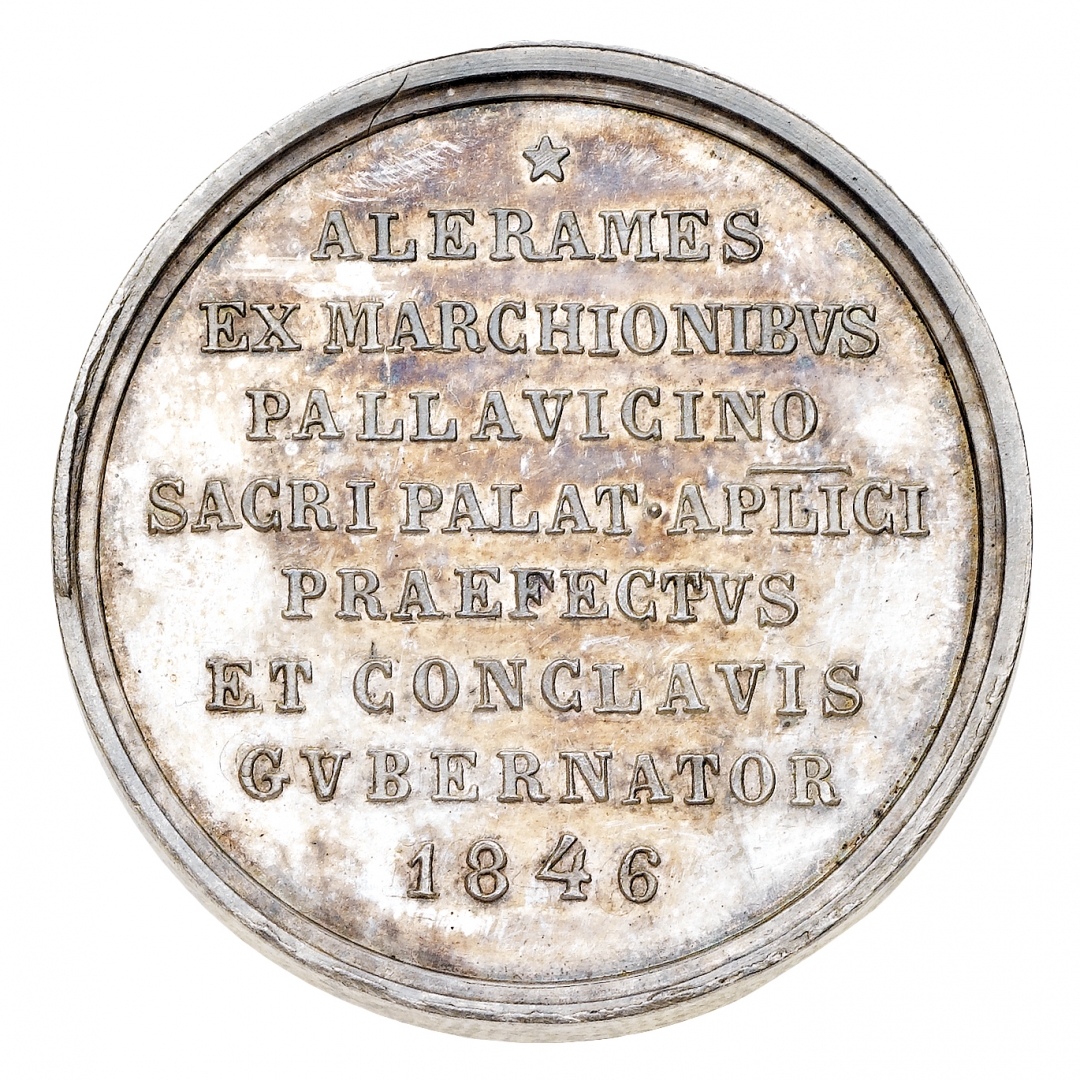 ALERAMES
EX MARCHIONIBVS
PALLAVICINO
SACRI PALAT·APLICI
PRAEFECTVS
ET CONCLAVIS
GVBERNATOR
1846